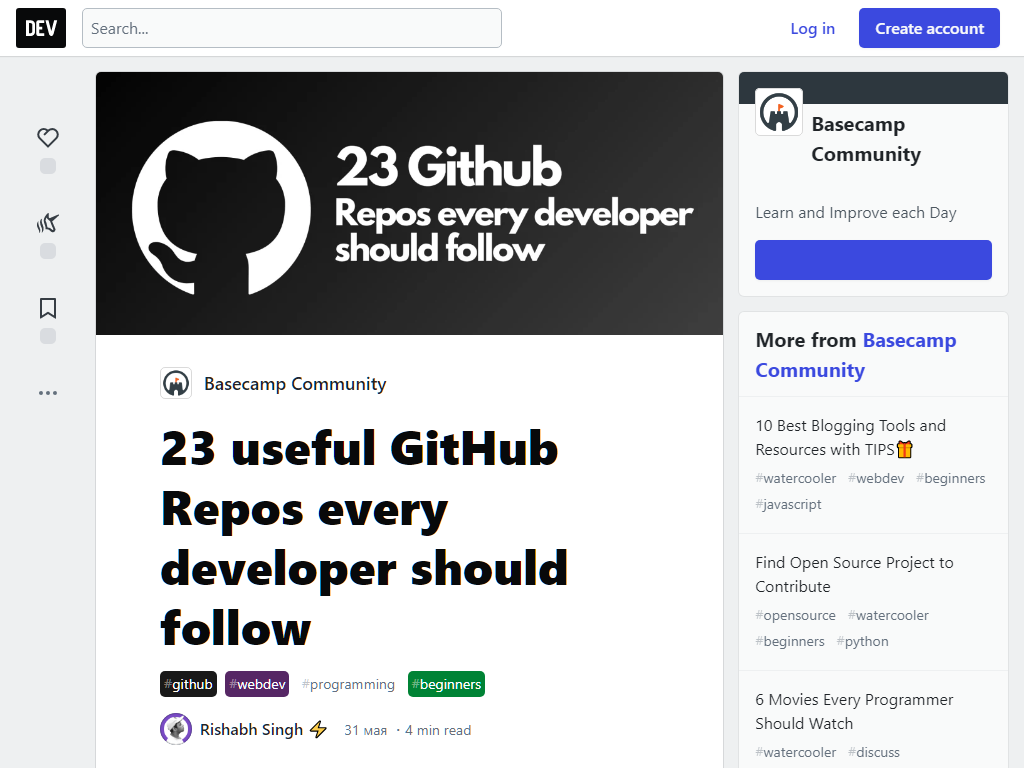 DEV
Search...
Log in
Create account
23 Github
Repos every developer
should follow
Basecamp Community
23 useful GitHub
Repos every
developer should
follow
#github #webdev #programming #beginners
Rishabh Singh ⚡ 31 мая ・4 min read
Basecamp
Community
Learn and Improve each Day
More from Basecamp
Community
10 Best Blogging Tools and
Resources with TIPS🎁
#watercooler #webdev #beginners
#javascript
Find Open Source Project to
Contribute
#opensource #watercooler
#beginners #python
6 Movies Every Programmer
Should Watch
#watercooler #discuss